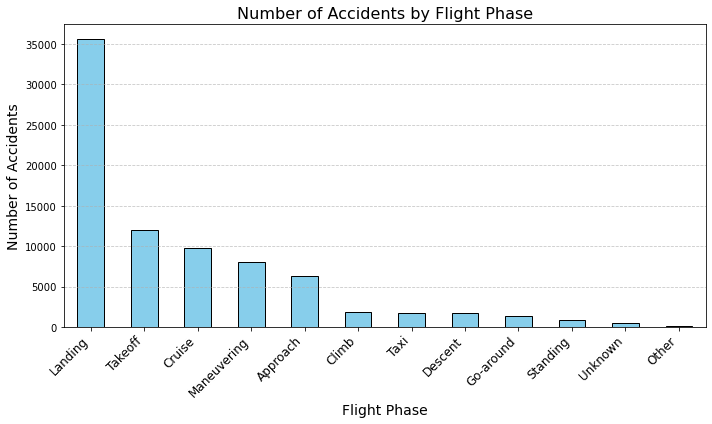 Number of Accidents by Flight Phase
Number of Accidents
35000
30000
25000
20000
15000
10000
5000
0
Landing
Takeoff
Cruise
Maneuvering
Approach
Climb
Taxi
Descent
Go-around
Standing
Unknown
Other
Flight Phase